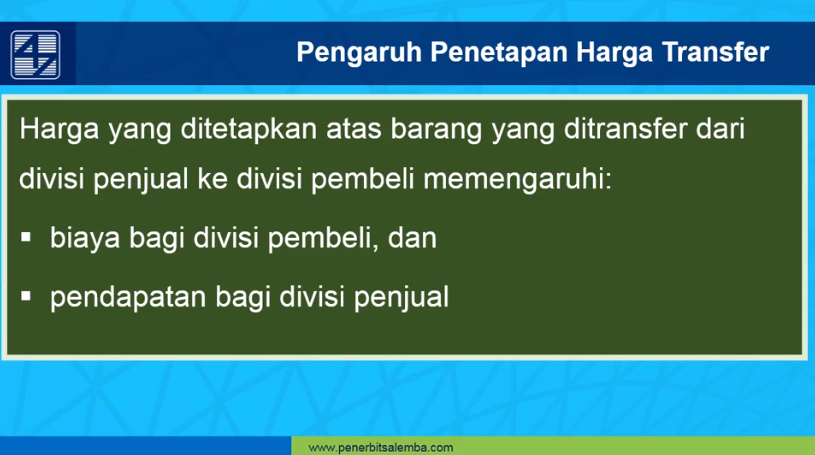 Pengaruh Penetapan Harga Transfer
Harga yang ditetapkan atas barang yang ditransfer dari
divisi penjual ke divisi pembeli memengaruhi:
▪ biaya bagi divisi pembeli, dan
▪ pendapatan bagi divisi penjual
www.penerbitsalemba.com